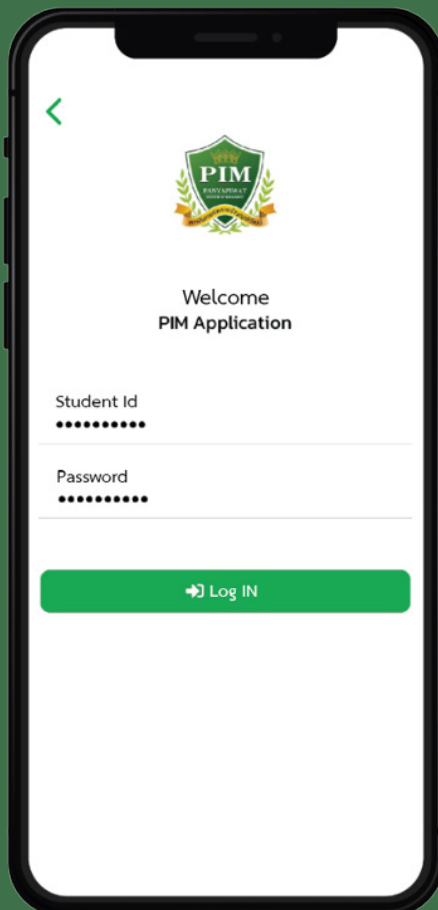 PIM
PANYAPIWAT
Welcome
PIM Application
Student Id
••••••••••
Password
••••••••••
Log IN